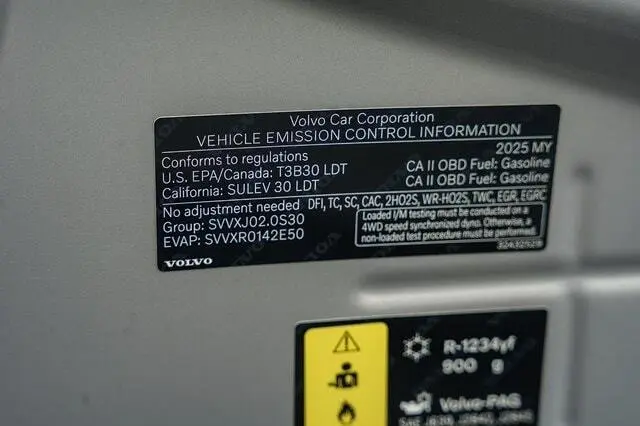 Volvo Car Corporation
VEHICLE EMISSION CONTROL INFORMATION
2025 MY
Conforms to regulations
U.S. EPA/Canada: T3B30 LDT CA II OBD Fuel: Gasoline
California: SULEV 30 LDT CA II OBD Fuel: Gasoline
No adjustment needed DFI, TC, SC, CAC, 2HO2S, WR-HO2S, TWC, EGR, EGRC
Group: SVVXJ02.0S30
EVAP: SVVXR0142E50
Loaded I/M testing must be conducted on a
4WD speed synchronized dyno. Otherwise, a
non-loaded test procedure must be performed.
VOLVO
R-1234yf
900 g
Volvo-PAG